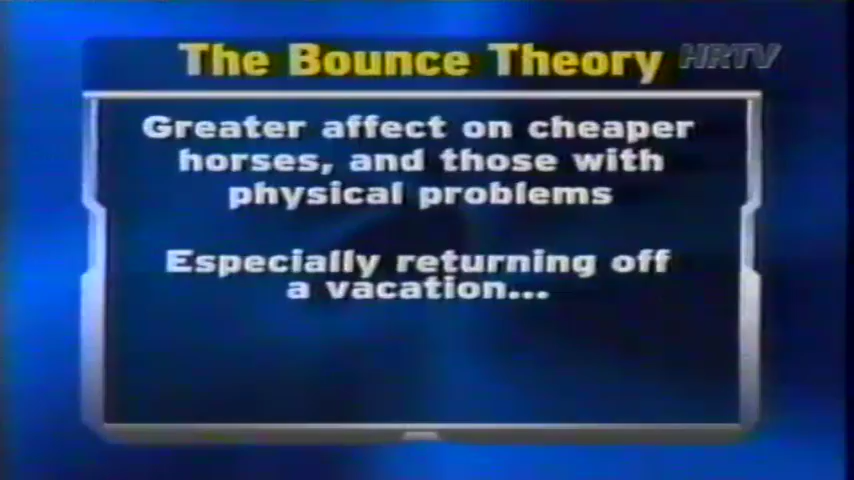 The Bounce Theory HRTV
Greater affect on cheaper
horses, and those with
physical problems
Especially returning off
a vacation...